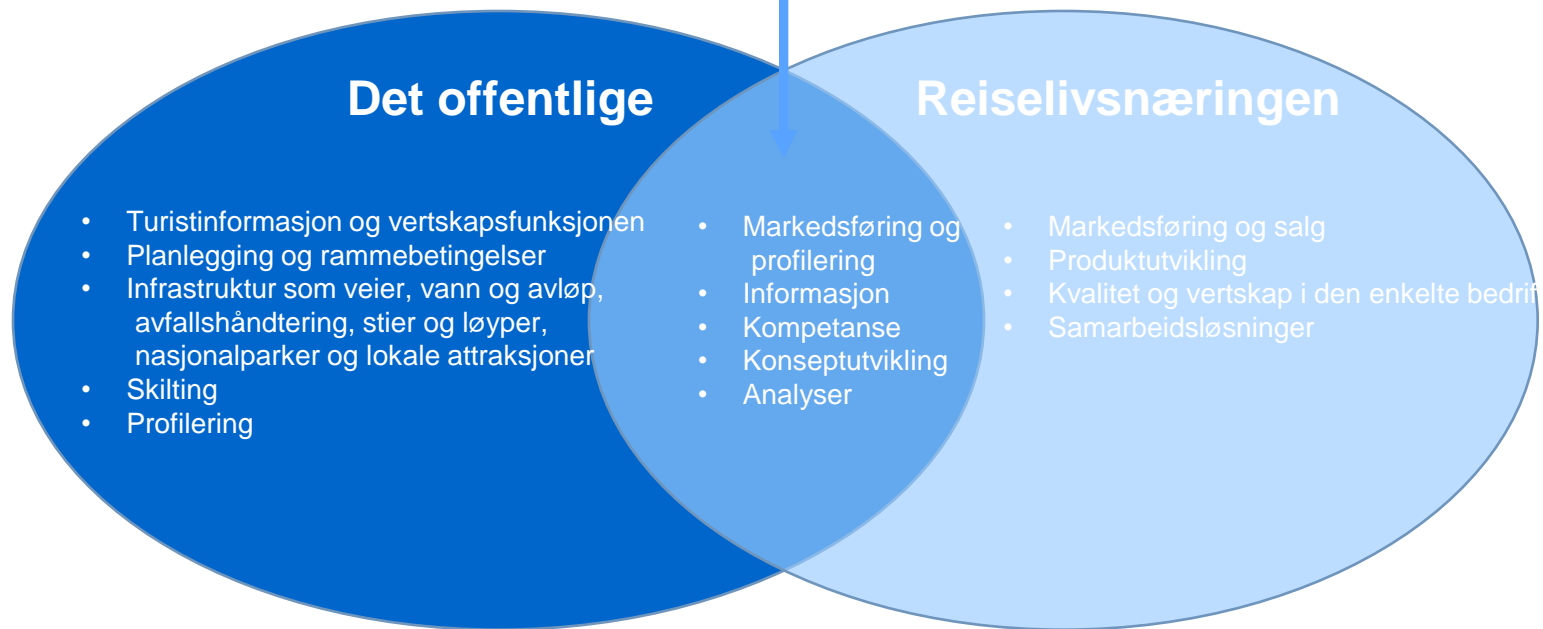 Det offentlige
• Turistinformasjon og vertskapsfunksjonen
• Planlegging og rammebetingelser
• Infrastruktur som veier, vann og avløp,
avfallshåndtering, stier og løyper,
nasjonalparker og lokale attraksjoner
• Skilting
• Profilering
• Markedsføring og
profilering
• Informasjon
• Kompetanse
• Konseptutvikling
• Analyser
Reiselivsnæringen
• Markedsføring og salg
• Produktutvikling
• Kvalitet og vertskap i den enkelte bedrif
• Samarbeidsløsninger